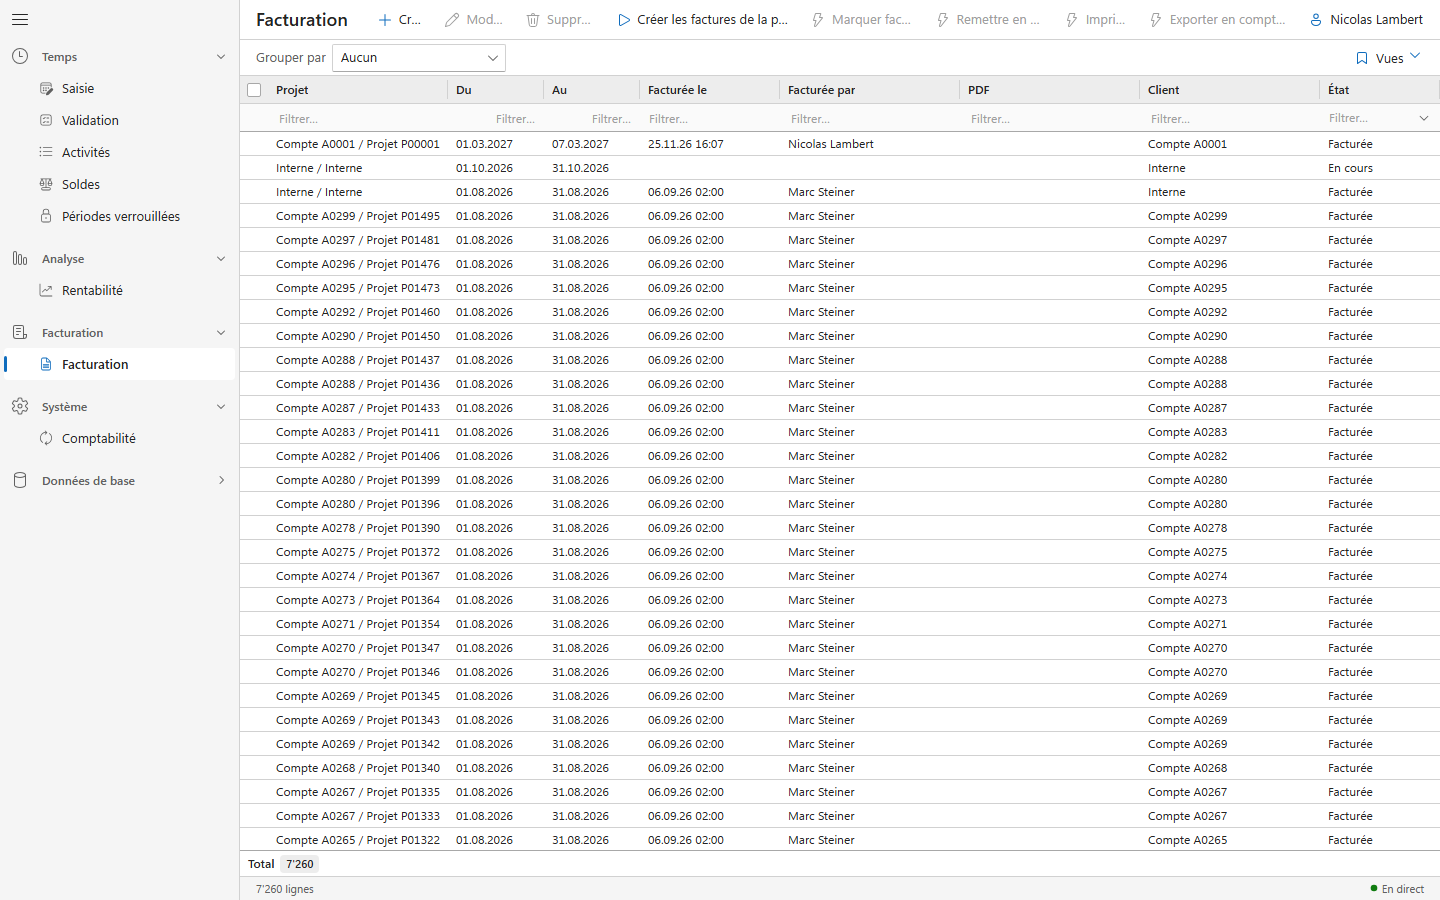 Facturation
Cr...
Mod...
Suppr...
Créer les factures de la p...
Marquer fac...
Remettre en ...
Impri...
Exporter en compt...
Nicolas Lambert
Temps
Saisie
Validation
Activités
Soldes
Périodes verrouillées
Analyse
Rentabilité
Facturation
Facturation
Système
Comptabilité
Données de base
Grouper par
Aucun
Vues
Projet Du Au Facturée le Facturée par PDF Client État
Filtrer... Filtrer... Filtrer... Filtrer... Filtrer... Filtrer... Filtrer... Filtrer...
Compte A0001 / Projet P00001 01.03.2027 07.03.2027 25.11.26 16:07 Nicolas Lambert Compte A0001 Facturée
Interne / Interne 01.10.2026 31.10.2026 Interne En cours
Interne / Interne 01.08.2026 31.08.2026 06.09.26 02:00 Marc Steiner Interne Facturée
Compte A0299 / Projet P01495 01.08.2026 31.08.2026 06.09.26 02:00 Marc Steiner Compte A0299 Facturée
Compte A0297 / Projet P01481 01.08.2026 31.08.2026 06.09.26 02:00 Marc Steiner Compte A0297 Facturée
Compte A0296 / Projet P01476 01.08.2026 31.08.2026 06.09.26 02:00 Marc Steiner Compte A0296 Facturée
Compte A0295 / Projet P01473 01.08.2026 31.08.2026 06.09.26 02:00 Marc Steiner Compte A0295 Facturée
Compte A0292 / Projet P01460 01.08.2026 31.08.2026 06.09.26 02:00 Marc Steiner Compte A0292 Facturée
Compte A0290 / Projet P01450 01.08.2026 31.08.2026 06.09.26 02:00 Marc Steiner Compte A0290 Facturée
Compte A0288 / Projet P01437 01.08.2026 31.08.2026 06.09.26 02:00 Marc Steiner Compte A0288 Facturée
Compte A0288 / Projet P01436 01.08.2026 31.08.2026 06.09.26 02:00 Marc Steiner Compte A0288 Facturée
Compte A0287 / Projet P01433 01.08.2026 31.08.2026 06.09.26 02:00 Marc Steiner Compte A0287 Facturée
Compte A0283 / Projet P01411 01.08.2026 31.08.2026 06.09.26 02:00 Marc Steiner Compte A0283 Facturée
Compte A0282 / Projet P01406 01.08.2026 31.08.2026 06.09.26 02:00 Marc Steiner Compte A0282 Facturée
Compte A0280 / Projet P01399 01.08.2026 31.08.2026 06.09.26 02:00 Marc Steiner Compte A0280 Facturée
Compte A0280 / Projet P01396 01.08.2026 31.08.2026 06.09.26 02:00 Marc Steiner Compte A0280 Facturée
Compte A0278 / Projet P01390 01.08.2026 31.08.2026 06.09.26 02:00 Marc Steiner Compte A0278 Facturée
Compte A0275 / Projet P01372 01.08.2026 31.08.2026 06.09.26 02:00 Marc Steiner Compte A0275 Facturée
Compte A0274 / Projet P01367 01.08.2026 31.08.2026 06.09.26 02:00 Marc Steiner Compte A0274 Facturée
Compte A0273 / Projet P01364 01.08.2026 31.08.2026 06.09.26 02:00 Marc Steiner Compte A0273 Facturée
Compte A0271 / Projet P01354 01.08.2026 31.08.2026 06.09.26 02:00 Marc Steiner Compte A0271 Facturée
Compte A0270 / Projet P01347 01.08.2026 31.08.2026 06.09.26 02:00 Marc Steiner Compte A0270 Facturée
Compte A0270 / Projet P01346 01.08.2026 31.08.2026 06.09.26 02:00 Marc Steiner Compte A0270 Facturée
Compte A0269 / Projet P01345 01.08.2026 31.08.2026 06.09.26 02:00 Marc Steiner Compte A0269 Facturée
Compte A0269 / Projet P01343 01.08.2026 31.08.2026 06.09.26 02:00 Marc Steiner Compte A0269 Facturée
Compte A0269 / Projet P01342 01.08.2026 31.08.2026 06.09.26 02:00 Marc Steiner Compte A0269 Facturée
Compte A0268 / Projet P01340 01.08.2026 31.08.2026 06.09.26 02:00 Marc Steiner Compte A0268 Facturée
Compte A0267 / Projet P01335 01.08.2026 31.08.2026 06.09.26 02:00 Marc Steiner Compte A0267 Facturée
Compte A0267 / Projet P01333 01.08.2026 31.08.2026 06.09.26 02:00 Marc Steiner Compte A0267 Facturée
Compte A0265 / Projet P01322 01.08.2026 31.08.2026 06.09.26 02:00 Marc Steiner Compte A0265 Facturée
Total 7'260
7'260 lignes
En direct